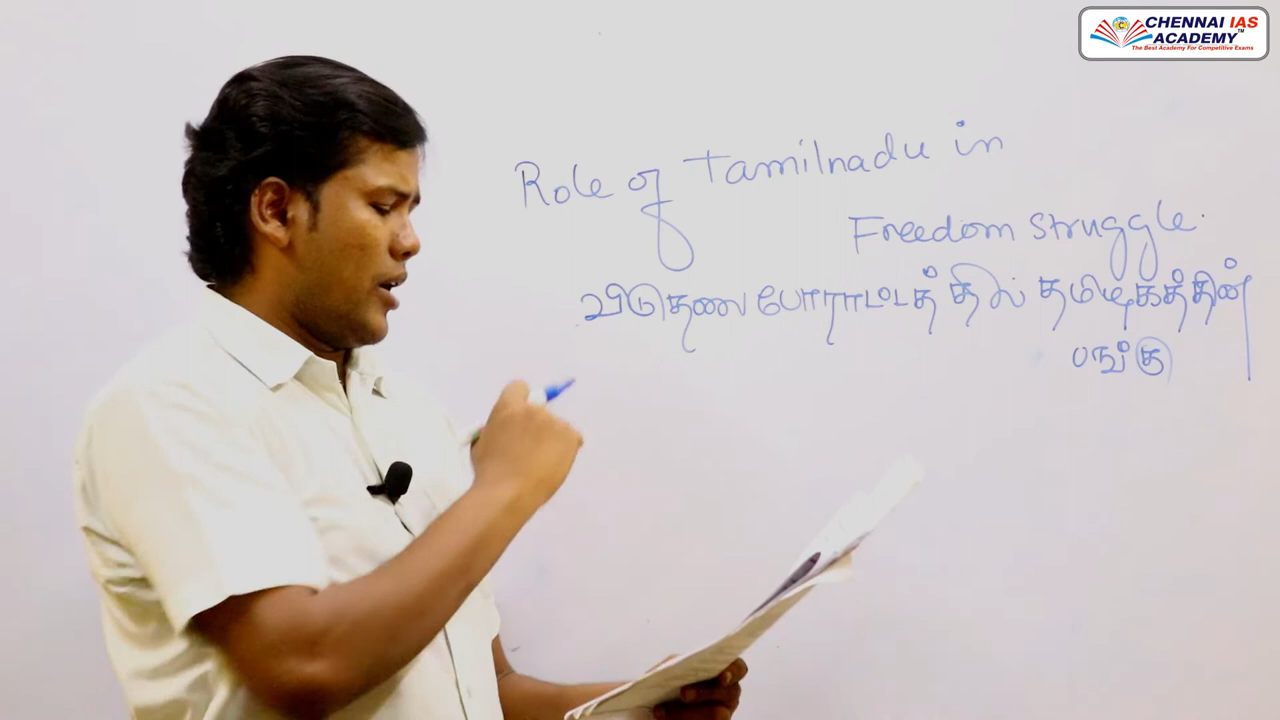 CHENNAI IAS
ACADEMY™
The Best Academy For Competitive Exams
Role of Tamilnadu in
Freedom struggle.
விடுதலை போராட்டத்தில் தமிழகத்தின்
பங்கு